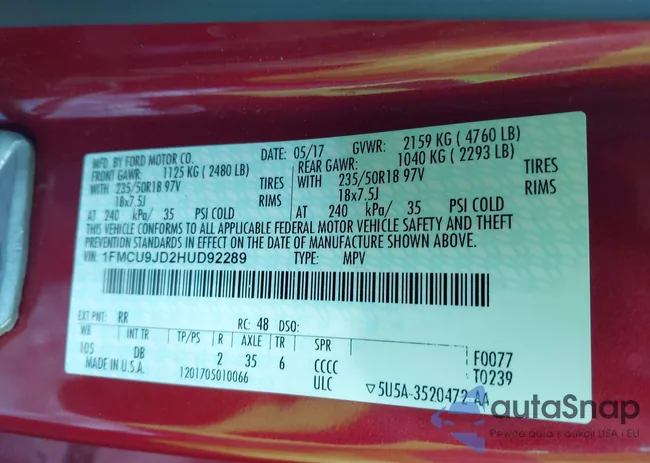 MFD. BY FORD MOTOR CO. DATE: 05/17 GVWR: 2159 KG ( 4760 LB)
FRONT GAWR: 1125 KG ( 2480 LB) REAR GAWR: 1040 KG ( 2293 LB)
WITH 235/50R18 97V TIRES WITH 235/50R18 97V TIRES
18x7.5J RIMS 18x7.5J RIMS
AT 240 kPa/ 35 PSI COLD AT 240 kPa/ 35 PSI COLD
THIS VEHICLE CONFORMS TO ALL APPLICABLE FEDERAL MOTOR VEHICLE SAFETY AND THEFT
PREVENTION STANDARDS IN EFFECT ON THE DATE OF MANUFACTURE SHOWN ABOVE.
VIN: 1FMCU9JD2HUD92289 TYPE: MPV
EXT PNT: RR RC: 48 DSO:
WB INT TR TP/PS R AXLE TR SPR F0077
105 DB 2 35 6 CCCC T0239
MADE IN U.S.A. 1201705010066 ULC ▽5U5A-3520472 AA
autaSnap
Pewne auta z aukcji USA i EU